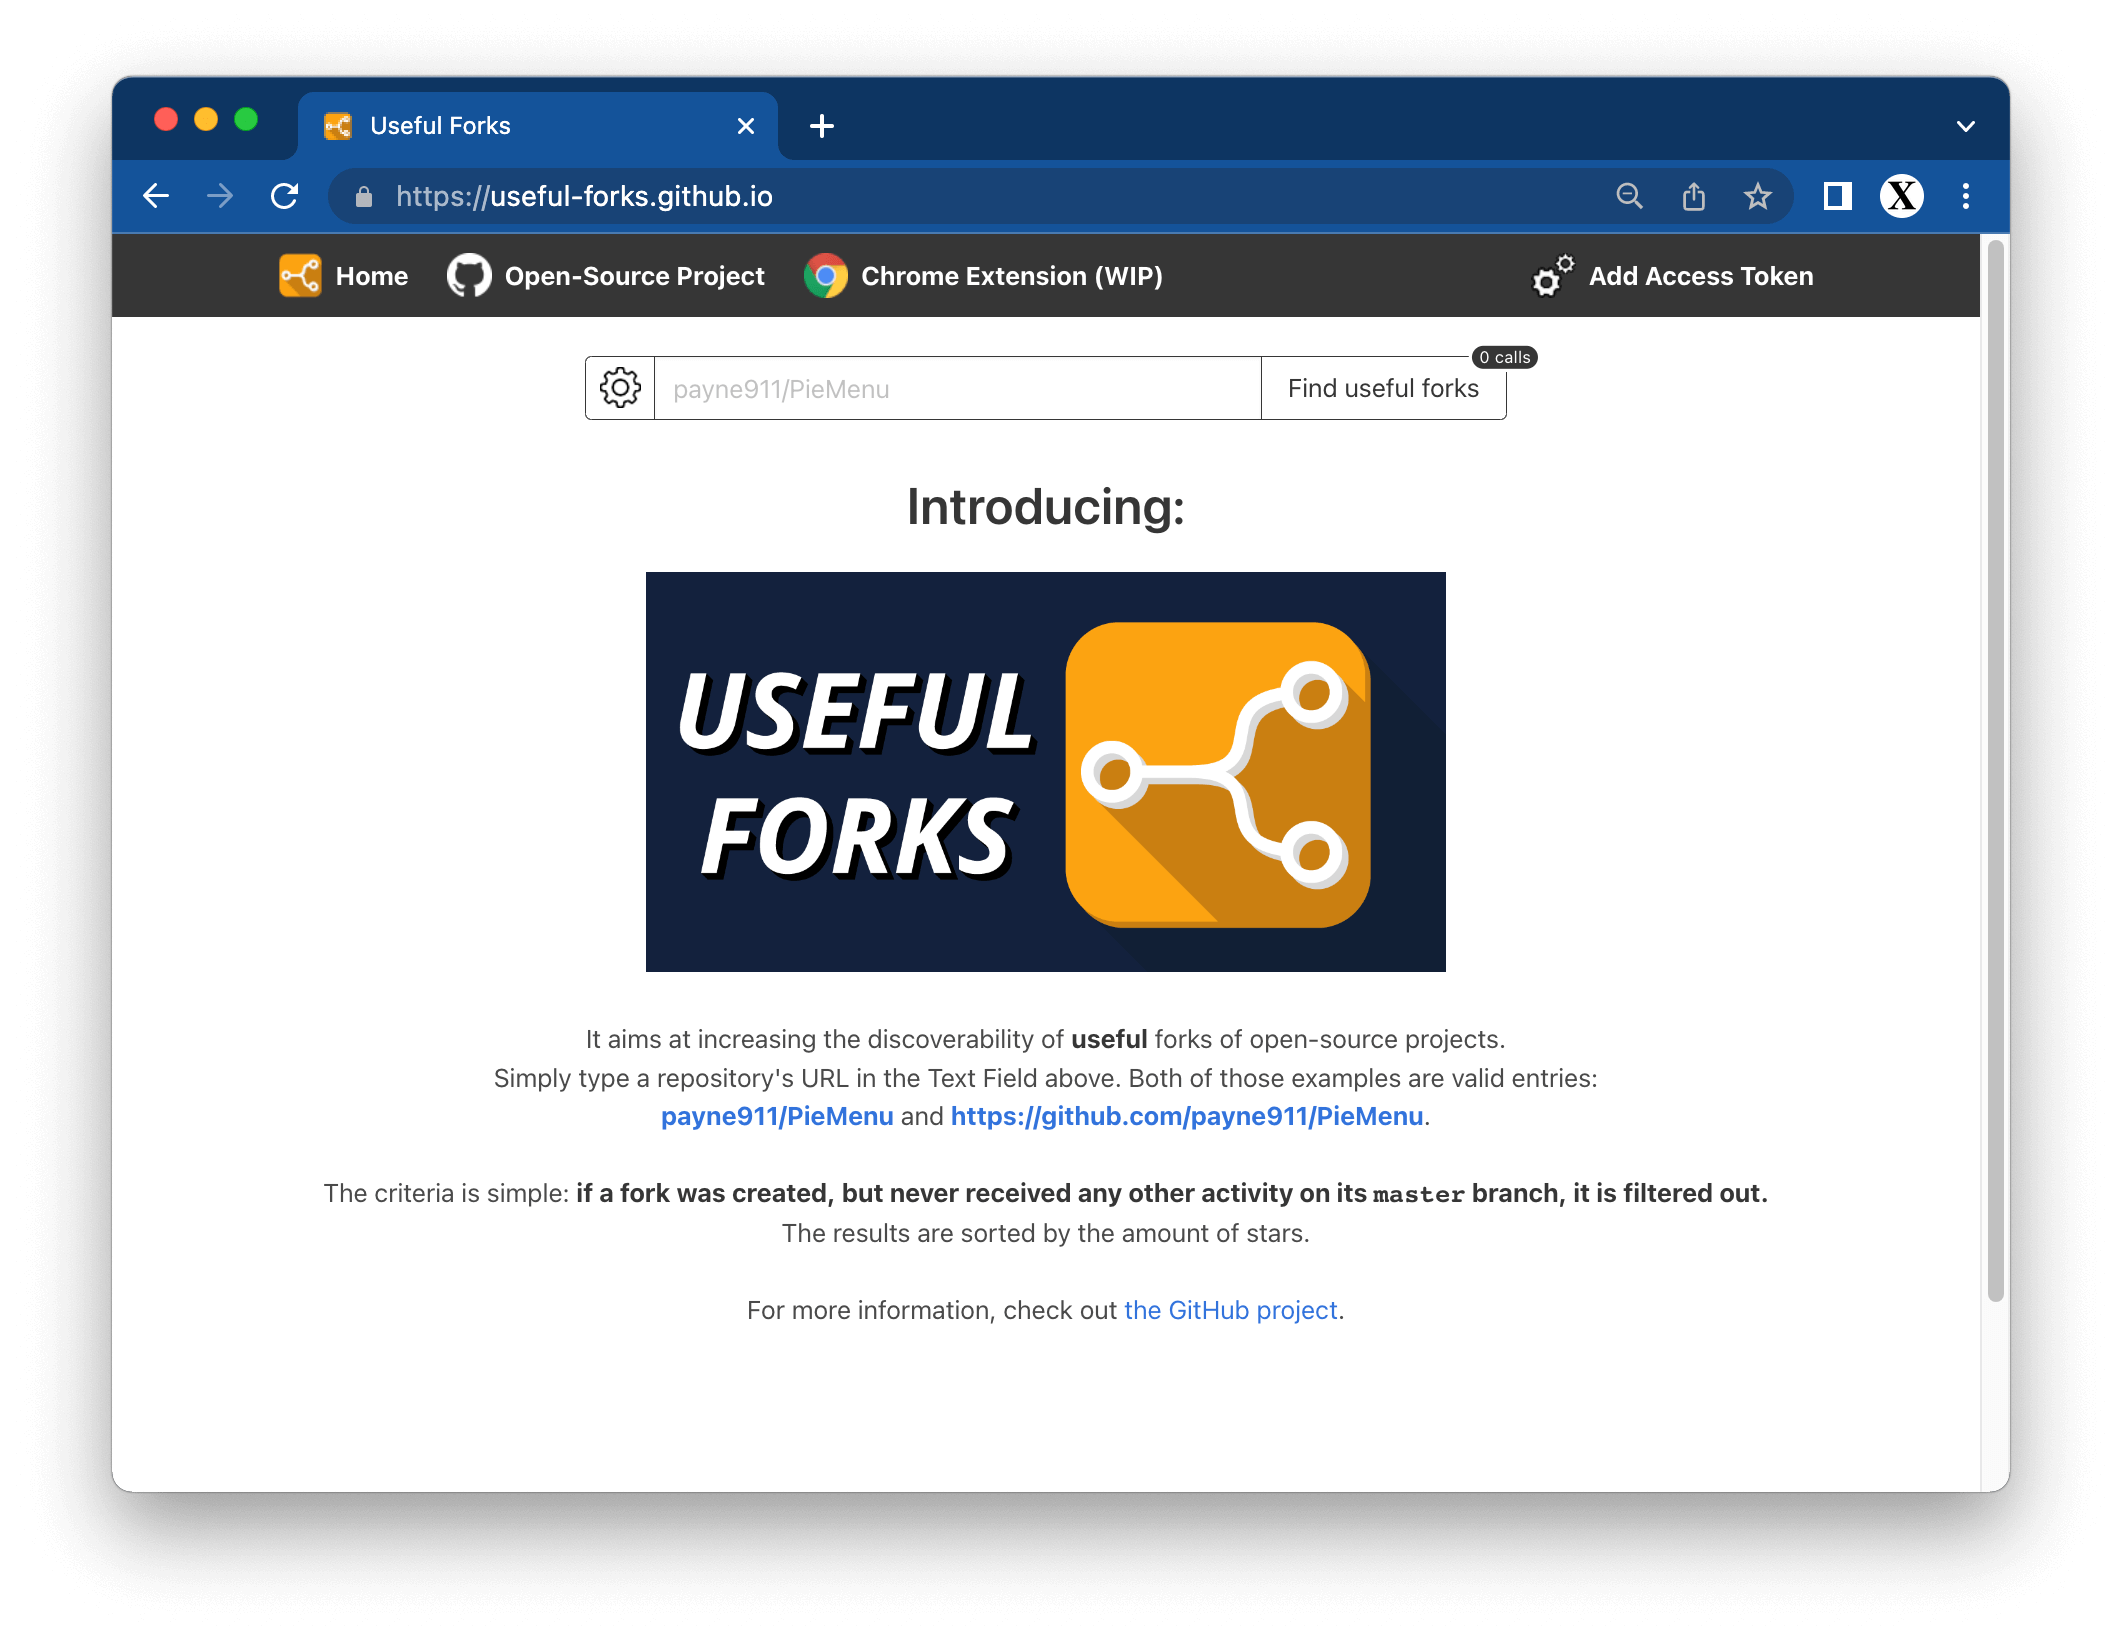 Useful Forks
https://useful-forks.github.io
X
Home Open-Source Project Chrome Extension (WIP) Add Access Token
0 calls
payne911/PieMenu Find useful forks
Introducing:
USEFUL
FORKS
It aims at increasing the discoverability of useful forks of open-source projects.
Simply type a repository's URL in the Text Field above. Both of those examples are valid entries:
payne911/PieMenu and https://github.com/payne911/PieMenu.
The criteria is simple: if a fork was created, but never received any other activity on its master branch, it is filtered out.
The results are sorted by the amount of stars.
For more information, check out the GitHub project.